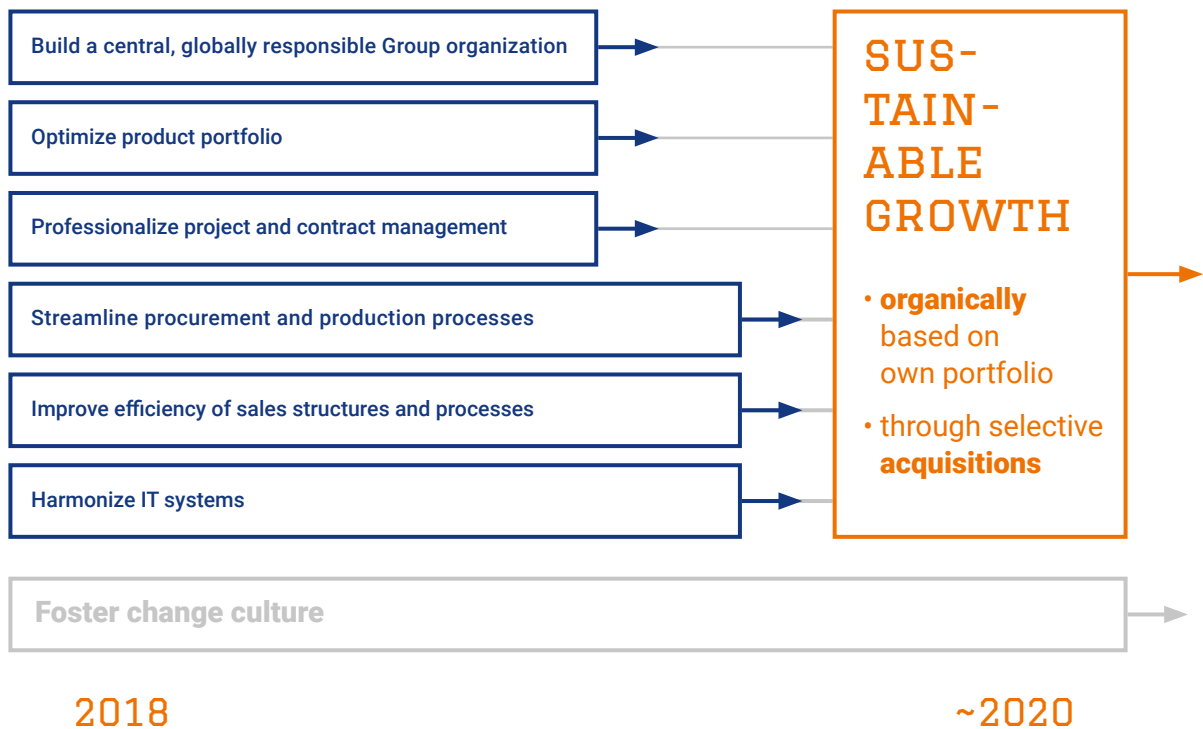 Build a central, globally responsible Group organization
Optimize product portfolio
Professionalize project and contract management
Streamline procurement and production processes
Improve efficiency of sales structures and processes
Harmonize IT systems
SUS-
TAIN-
ABLE
GROWTH
• organically
based on
own portfolio
• through selective
acquisitions
Foster change culture
2018
~2020